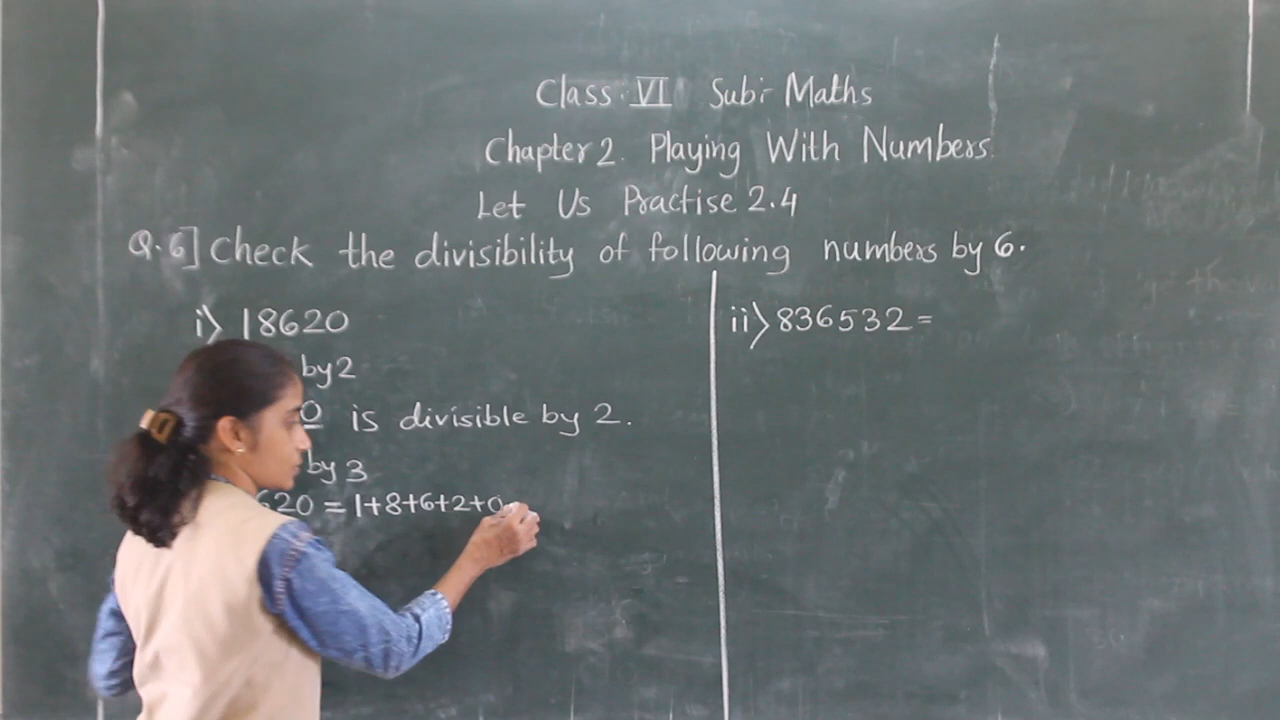 Class. VI Sub:- Maths
Chapter 2. Playing With Numbers.
Let Us Practise 2.4
Q.6] Check the divisibility of following numbers by 6.
i) 18620
by 2
0 is divisible by 2.
by 3
620 = 1+8+6+2+0
ii) 836532 =